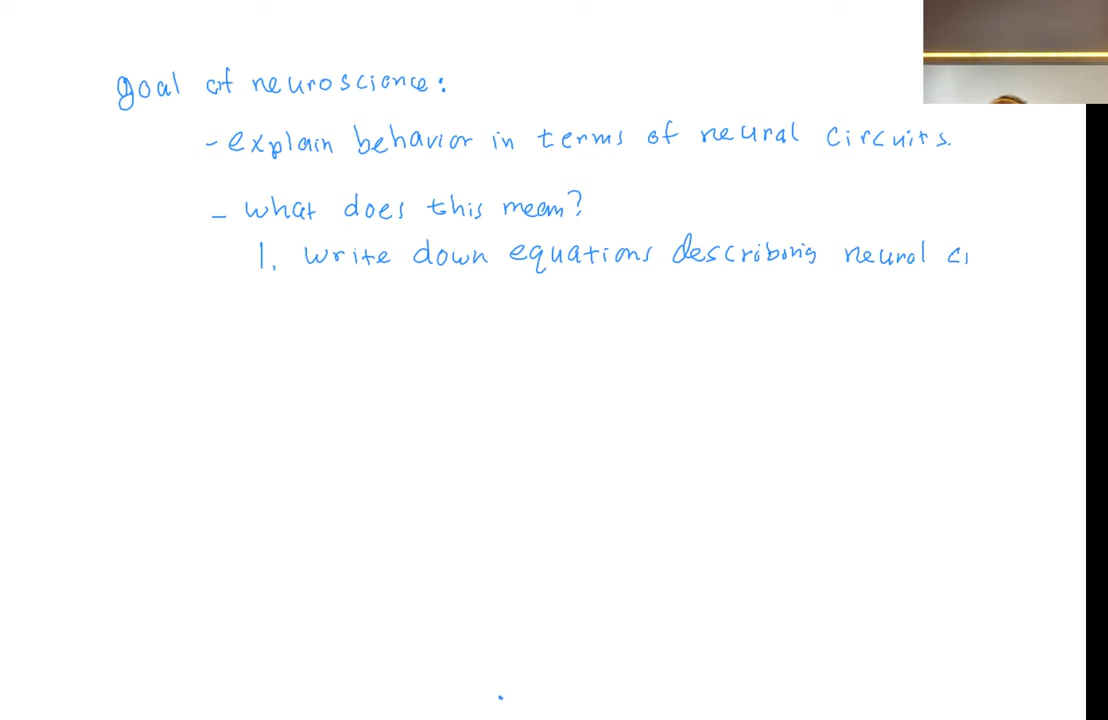 goal of neuroscience:
- explain behavior in terms of neural circuits.
- what does this mean?
1. write down equations describing neural ci